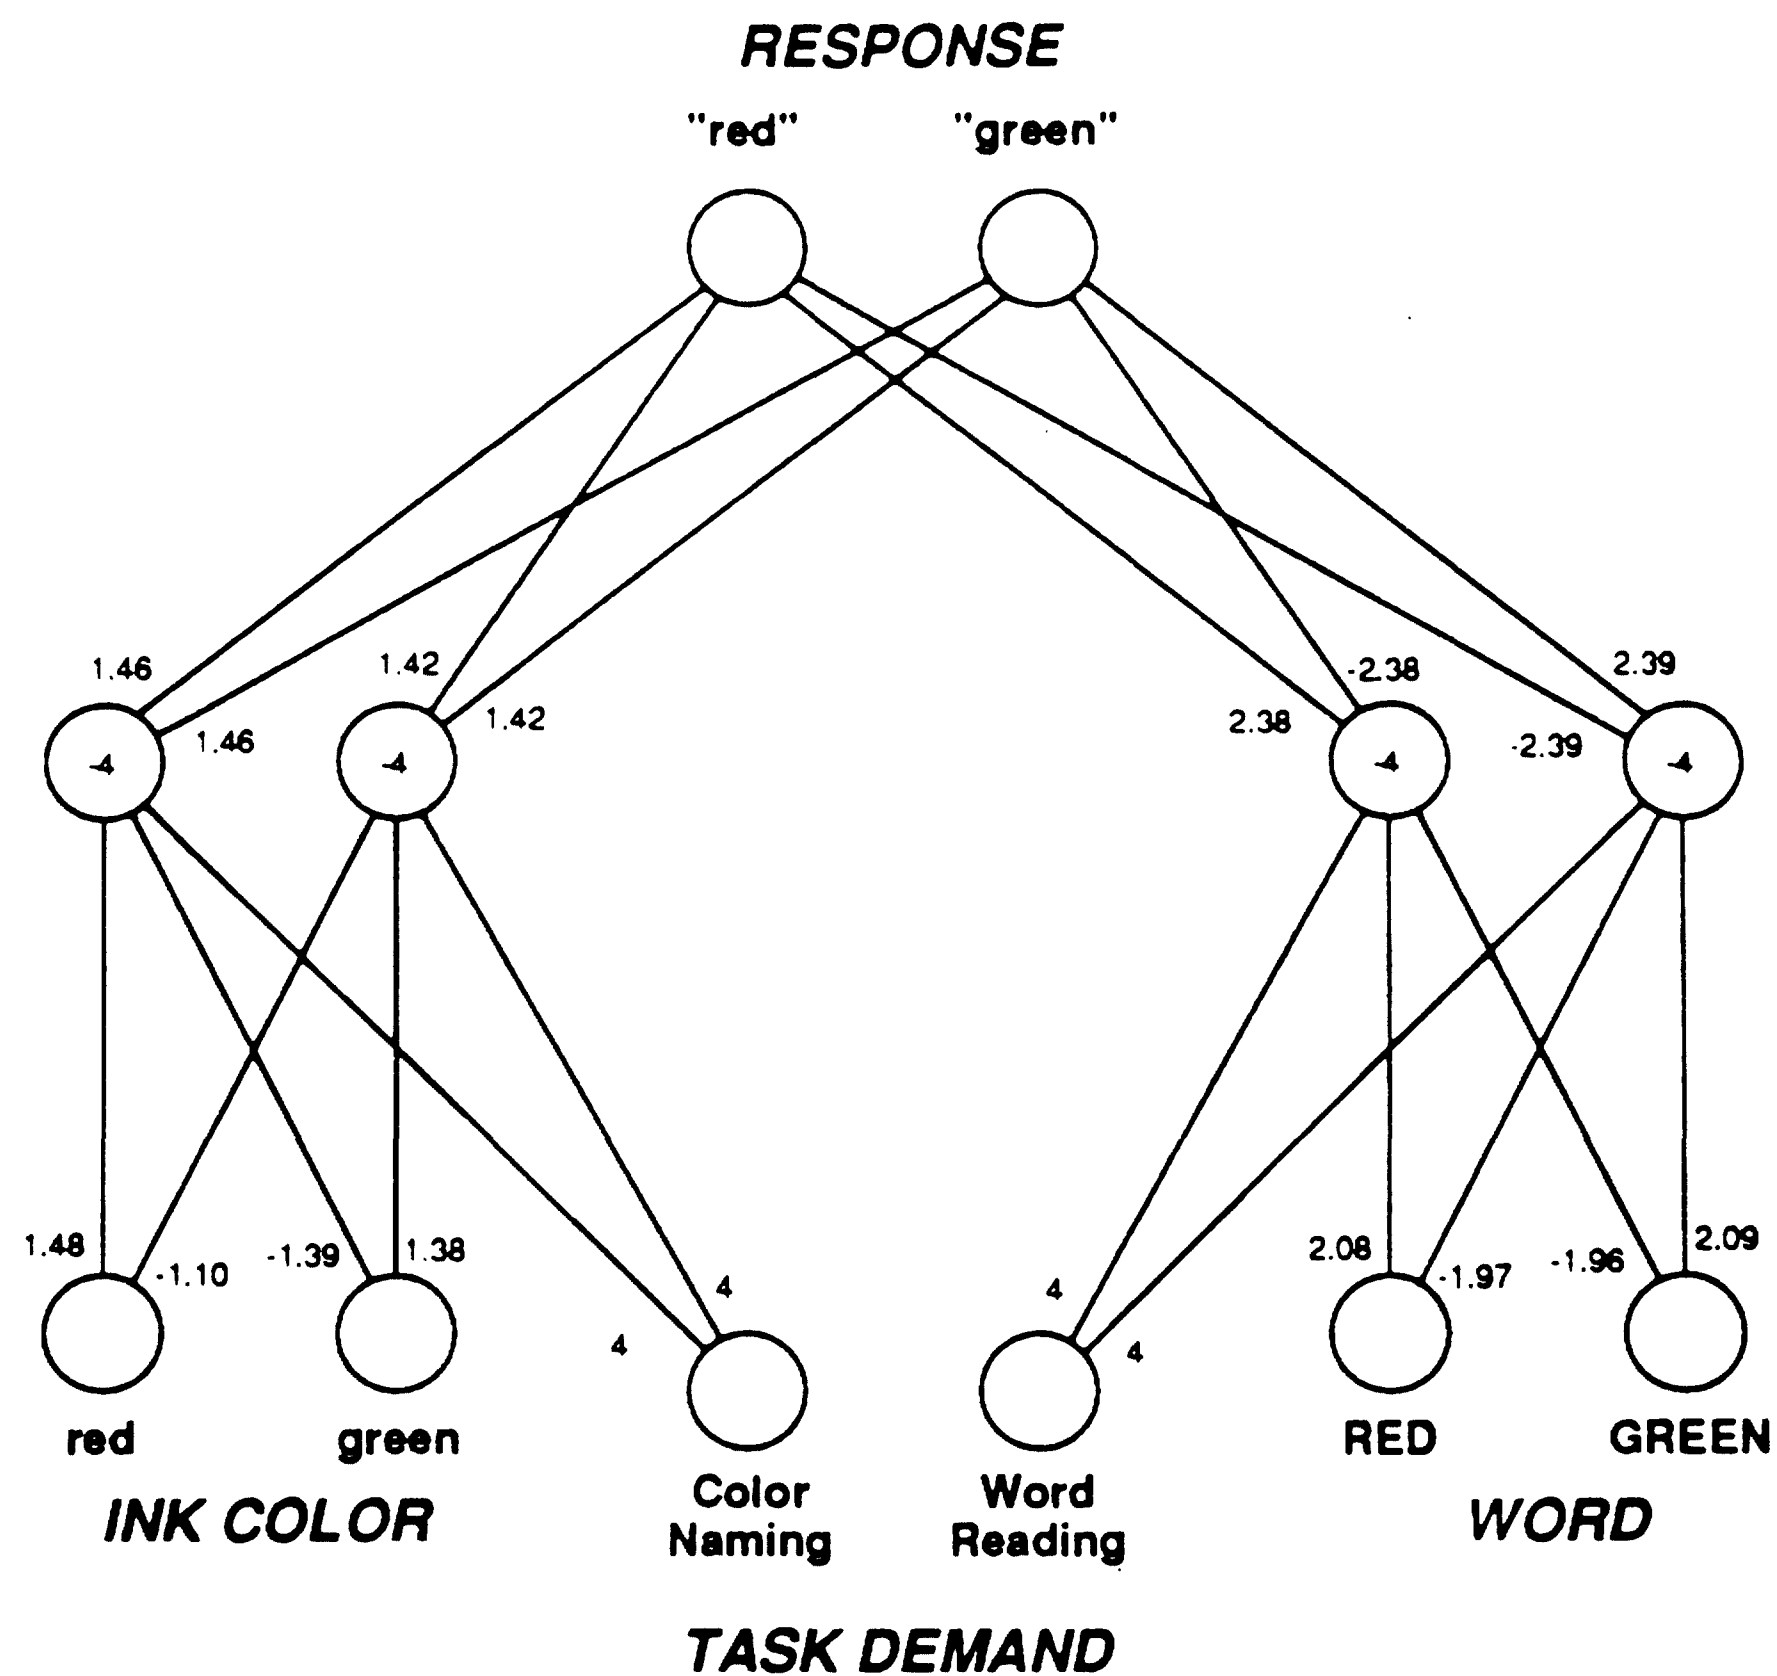 RESPONSE
"red" "green"
1.46 1.42 -2.38 2.39
1.46 1.42 2.38 -2.39
-4 -4 -4 -4
1.48 -1.10 -1.39 1.38 4 4 2.08 -1.97 -1.96 2.09
4 4
red green RED GREEN
Color Word
Naming Reading
INK COLOR WORD
TASK DEMAND